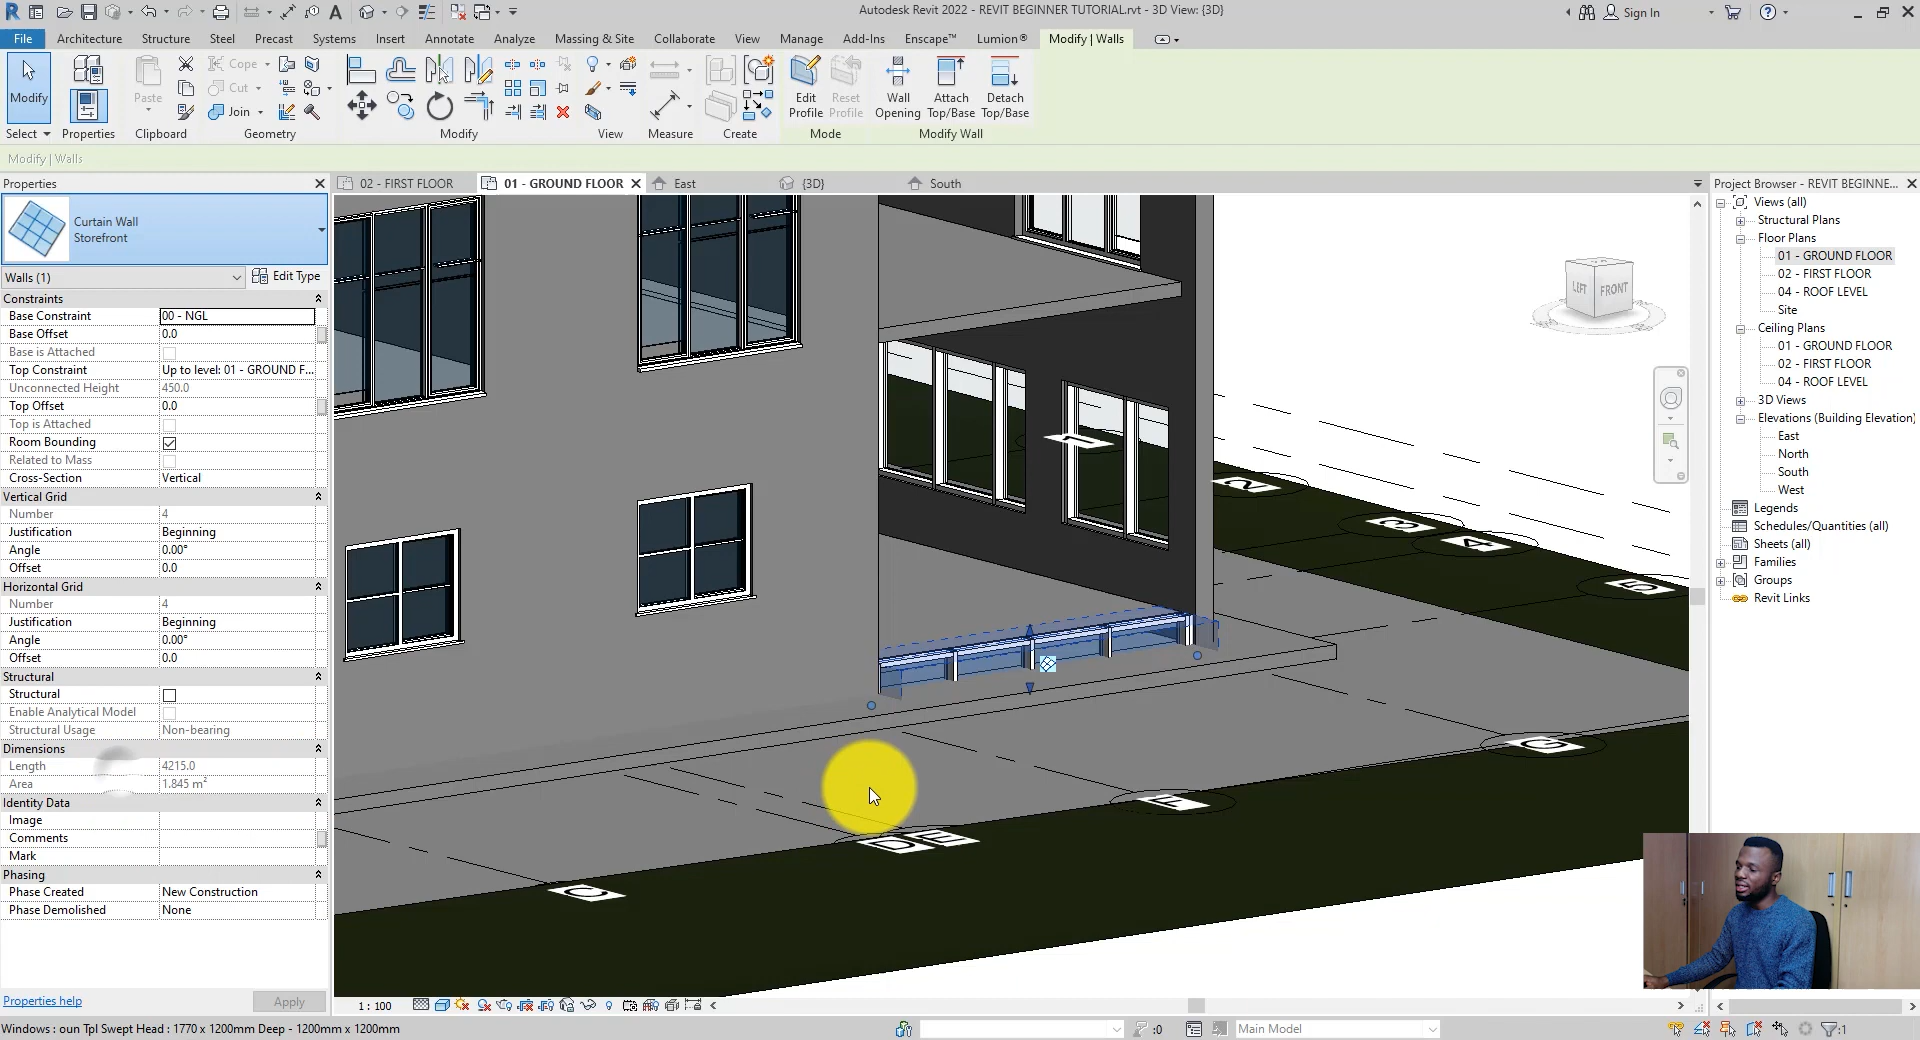 Autodesk Revit 2022 - REVIT BEGINNER TUTORIAL.rvt - 3D View: {3D}
Sign In
File Architecture Structure Steel Precast Systems Insert Annotate Analyze Massing & Site Collaborate View Manage Add-Ins Enscape™ Lumion® Modify | Walls
Modify
Paste
Cope
Cut
Join
Edit Profile
Reset Profile
Wall Opening
Attach Top/Base
Detach Top/Base
Select Properties Clipboard Geometry Modify View Measure Create Mode Modify Wall
Modify | Walls
Properties
02 - FIRST FLOOR
01 - GROUND FLOOR
East
{3D}
South
Project Browser - REVIT BEGINNE...
Curtain Wall
Storefront
Walls (1)
Edit Type
Constraints
Base Constraint 00 - NGL
Base Offset 0.0
Base is Attached
Top Constraint Up to level: 01 - GROUND F...
Unconnected Height 450.0
Top Offset 0.0
Top is Attached
Room Bounding
Related to Mass
Cross-Section Vertical
Vertical Grid
Number 4
Justification Beginning
Angle 0.00°
Offset 0.0
Horizontal Grid
Number 4
Justification Beginning
Angle 0.00°
Offset 0.0
Structural
Structural
Enable Analytical Model
Structural Usage Non-bearing
Dimensions
Length 4215.0
Area 1.845 m²
Identity Data
Image
Comments
Mark
Phasing
Phase Created New Construction
Phase Demolished None
Properties help
Apply
LEFT FRONT
1
2
3
4
5
G
F
E
D
C
Views (all)
Structural Plans
Floor Plans
01 - GROUND FLOOR
02 - FIRST FLOOR
04 - ROOF LEVEL
Site
Ceiling Plans
01 - GROUND FLOOR
02 - FIRST FLOOR
04 - ROOF LEVEL
3D Views
Elevations (Building Elevation)
East
North
South
West
Legends
Schedules/Quantities (all)
Sheets (all)
Families
Groups
Revit Links
1 : 100
Windows : oun Tpl Swept Head : 1770 x 1200mm Deep - 1200mm x 1200mm
:0
Main Model
:1